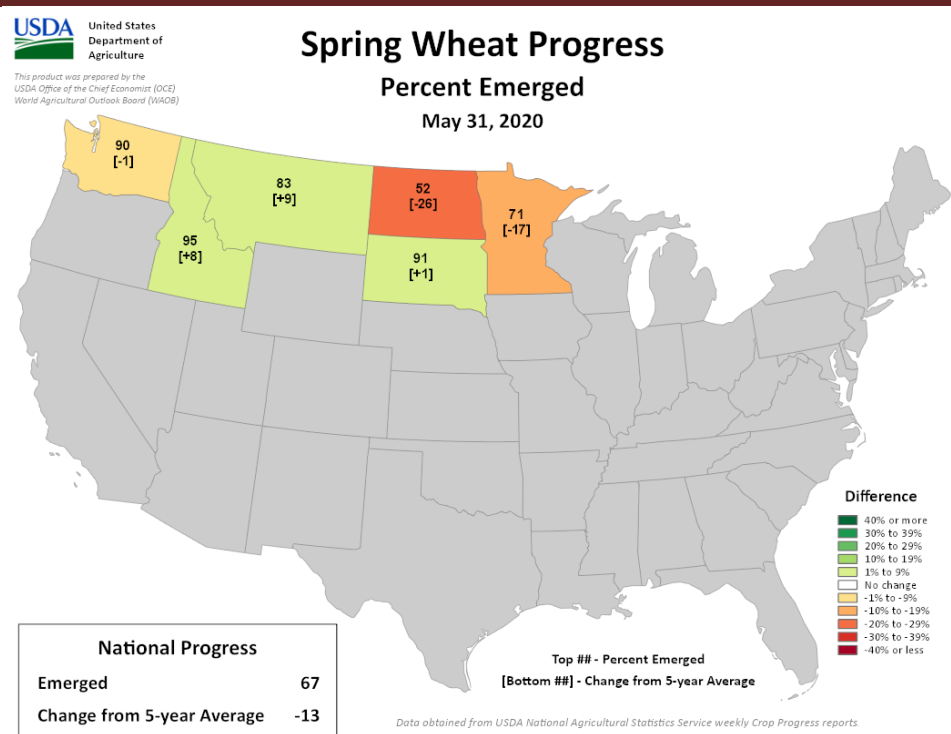 USDA
United States
Department of
Agriculture
This product was prepared by the
USDA Office of the Chief Economist (OCE)
World Agricultural Outlook Board (WAOB)
Spring Wheat Progress
Percent Emerged
May 31, 2020
90
[-1]
83
[+9]
52
[-26]
71
[-17]
95
[+8]
91
[+1]
Difference
40% or more
30% to 39%
20% to 29%
10% to 19%
1% to 9%
No change
-1% to -9%
-10% to -19%
-20% to -29%
-30% to -39%
-40% or less
National Progress
Emerged 67
Change from 5-year Average -13
Top ## - Percent Emerged
[Bottom ##] - Change from 5-year Average
Data obtained from USDA National Agricultural Statistics Service weekly Crop Progress reports.